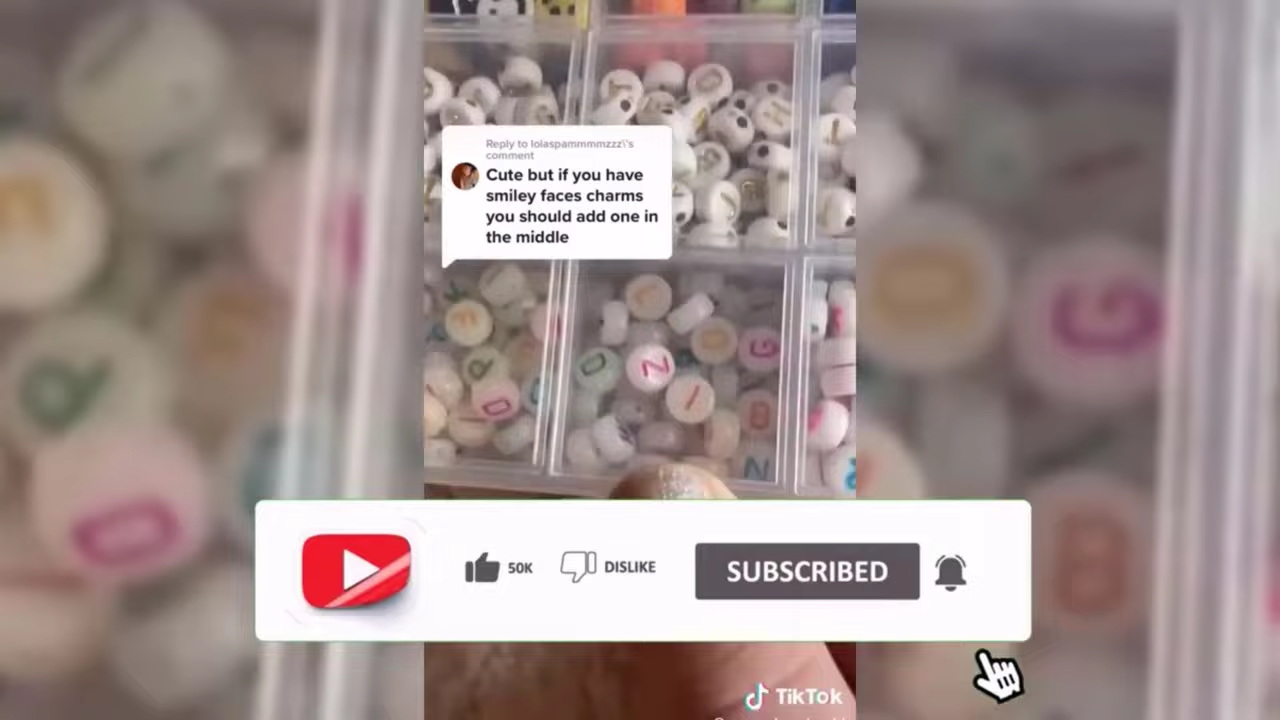 Reply to lolaspammmmzzz\'s
comment
Cute but if you have
smiley faces charms
you should add one in
the middle
50K
DISLIKE
SUBSCRIBED
TikTok